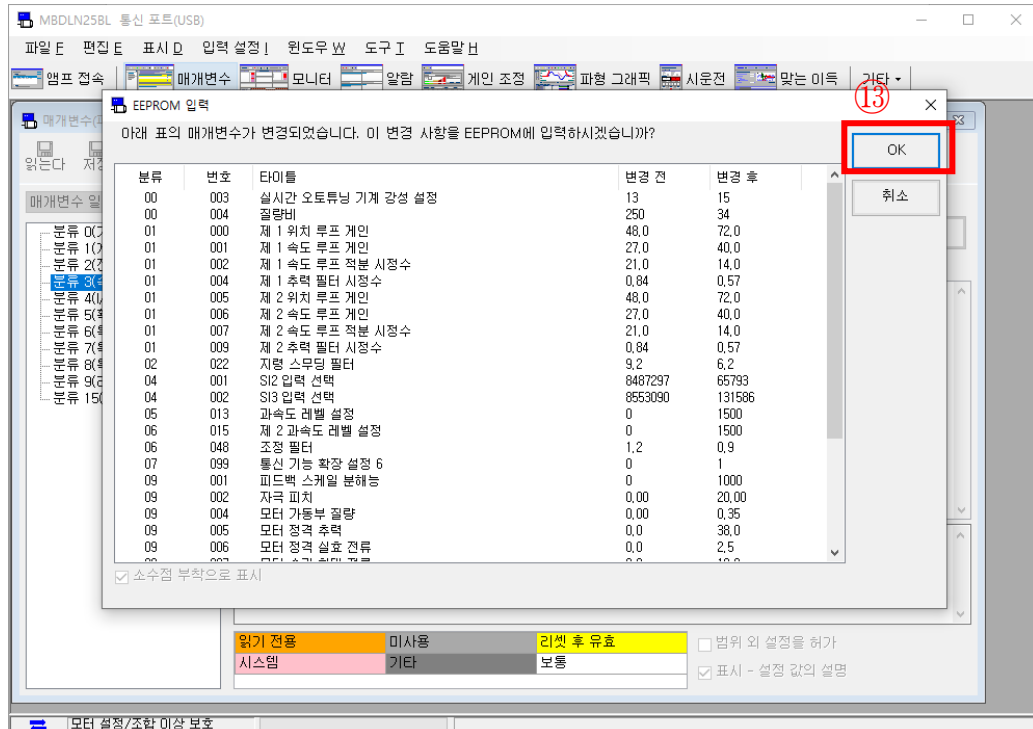 MBDLN25BL 통신 포트(USB)
파일 F 편집 E 표시 D 입력 설정 I 윈도우 W 도구 T 도움말 H
앰프 접속 매개변수 모니터 알람 게인 조정 파형 그래픽 시운전 맞는 이득 기타
⑬
EEPROM 입력
매개변수(
아래 표의 매개변수가 변경되었습니다. 이 변경 사항을 EEPROM에 입력하시겠습니까?
OK
취소
읽는다
매개변수 일
분류 0(
분류 1(
분류 2(
분류 3(
분류 4(I/
분류 5(
분류 6(
분류 7(
분류 8(
분류 9(
분류 15(
분류 번호 타이틀 변경 전 변경 후
00 003 실시간 오토튜닝 기계 강성 설정 13 15
00 004 질량비 250 34
01 000 제 1 위치 루프 게인 48,0 72,0
01 001 제 1 속도 루프 게인 27,0 40,0
01 002 제 1 속도 루프 적분 시정수 21,0 14,0
01 004 제 1 추력 필터 시정수 0,84 0,57
01 005 제 2 위치 루프 게인 48,0 72,0
01 006 제 2 속도 루프 게인 27,0 40,0
01 007 제 2 속도 루프 적분 시정수 21,0 14,0
01 009 제 2 추력 필터 시정수 0,84 0,57
02 022 지령 스무딩 필터 9,2 6,2
04 001 SI2 입력 선택 8487297 65793
04 002 SI3 입력 선택 8553090 131586
05 013 과속도 레벨 설정 0 1500
06 015 제 2 과속도 레벨 설정 0 1500
06 048 조정 필터 1,2 0,9
07 099 통신 기능 확장 설정 6 0 1
09 001 피드백 스케일 분해능 0 1000
09 002 자극 피치 0,00 20,00
09 004 모터 가동부 질량 0,00 0,35
09 005 모터 정격 추력 0,0 38,0
09 006 모터 정격 실효 전류 0,0 2,5
소수점 부착으로 표시
읽기 전용 미사용 리셋 후 유효
시스템 기타 보통
범위 외 설정을 허가
표시 - 설정 값의 설명
모터 설정/조합 이상 보호